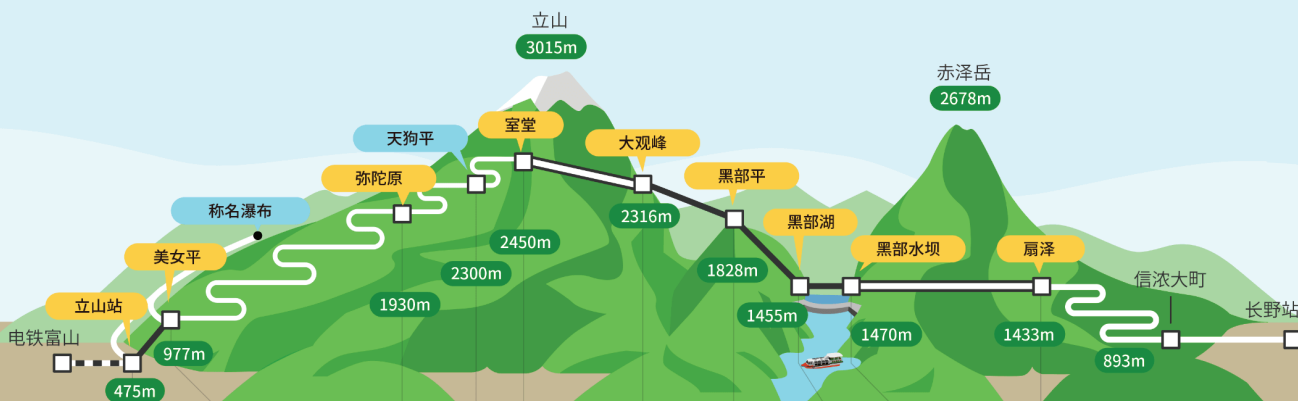 立山
3015m
赤泽岳
2678m
天狗平
室堂
大观峰
弥陀原
黑部平
称名瀑布
黑部湖
美女平
黑部水坝
扇泽
立山站
信浓大町
长野站
电铁富山
2316m
2450m
2300m
1828m
1930m
1455m
1470m
1433m
977m
893m
475m